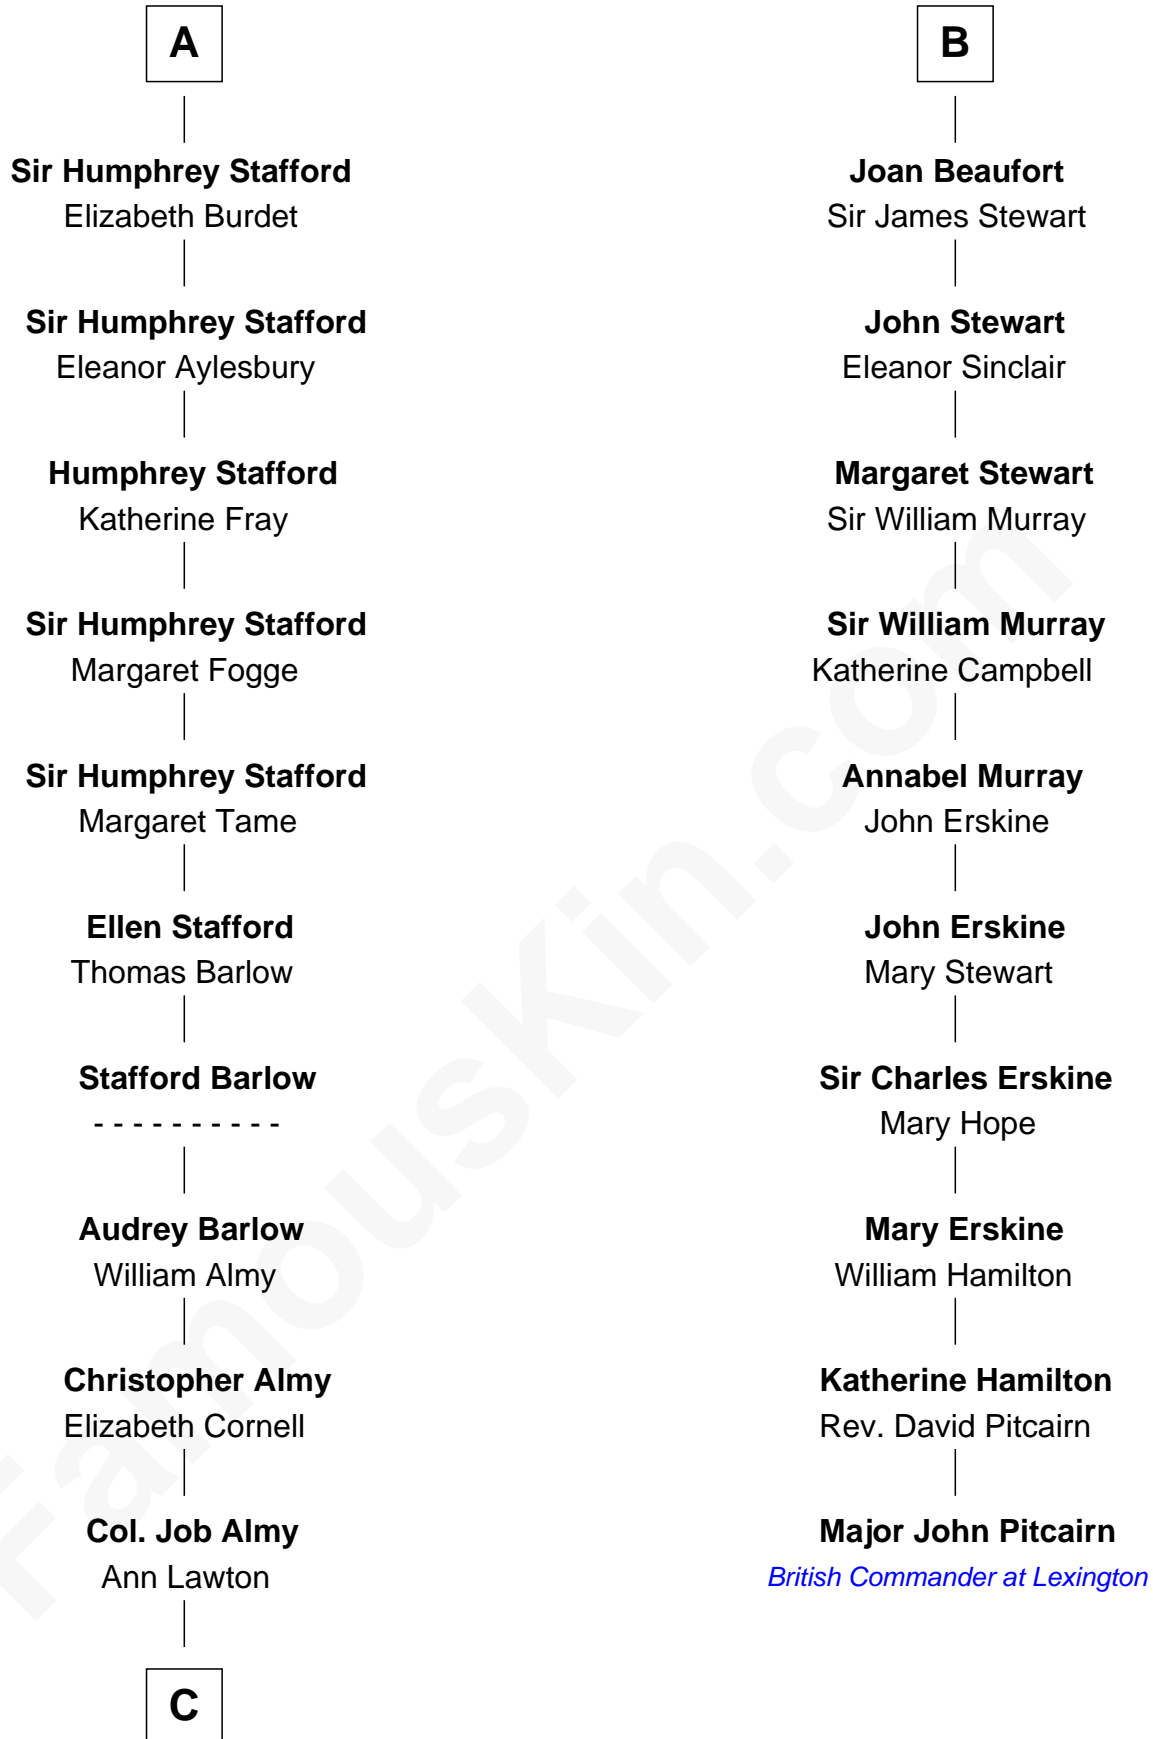 A
Sir Humphrey Stafford
Elizabeth Burdet
Sir Humphrey Stafford
Eleanor Aylesbury
Humphrey Stafford
Katherine Fray
Sir Humphrey Stafford
Margaret Fogge
Sir Humphrey Stafford
Margaret Tame
Ellen Stafford
Thomas Barlow
Stafford Barlow
- - - - - - - - - -
Audrey Barlow
William Almy
Christopher Almy
Elizabeth Cornell
Col. Job Almy
Ann Lawton
C
B
Joan Beaufort
Sir James Stewart
John Stewart
Eleanor Sinclair
Margaret Stewart
Sir William Murray
Sir William Murray
Katherine Campbell
Annabel Murray
John Erskine
John Erskine
Mary Stewart
Sir Charles Erskine
Mary Hope
Mary Erskine
William Hamilton
Katherine Hamilton
Rev. David Pitcairn
Major John Pitcairn
British Commander at Lexington
FamousKin.com